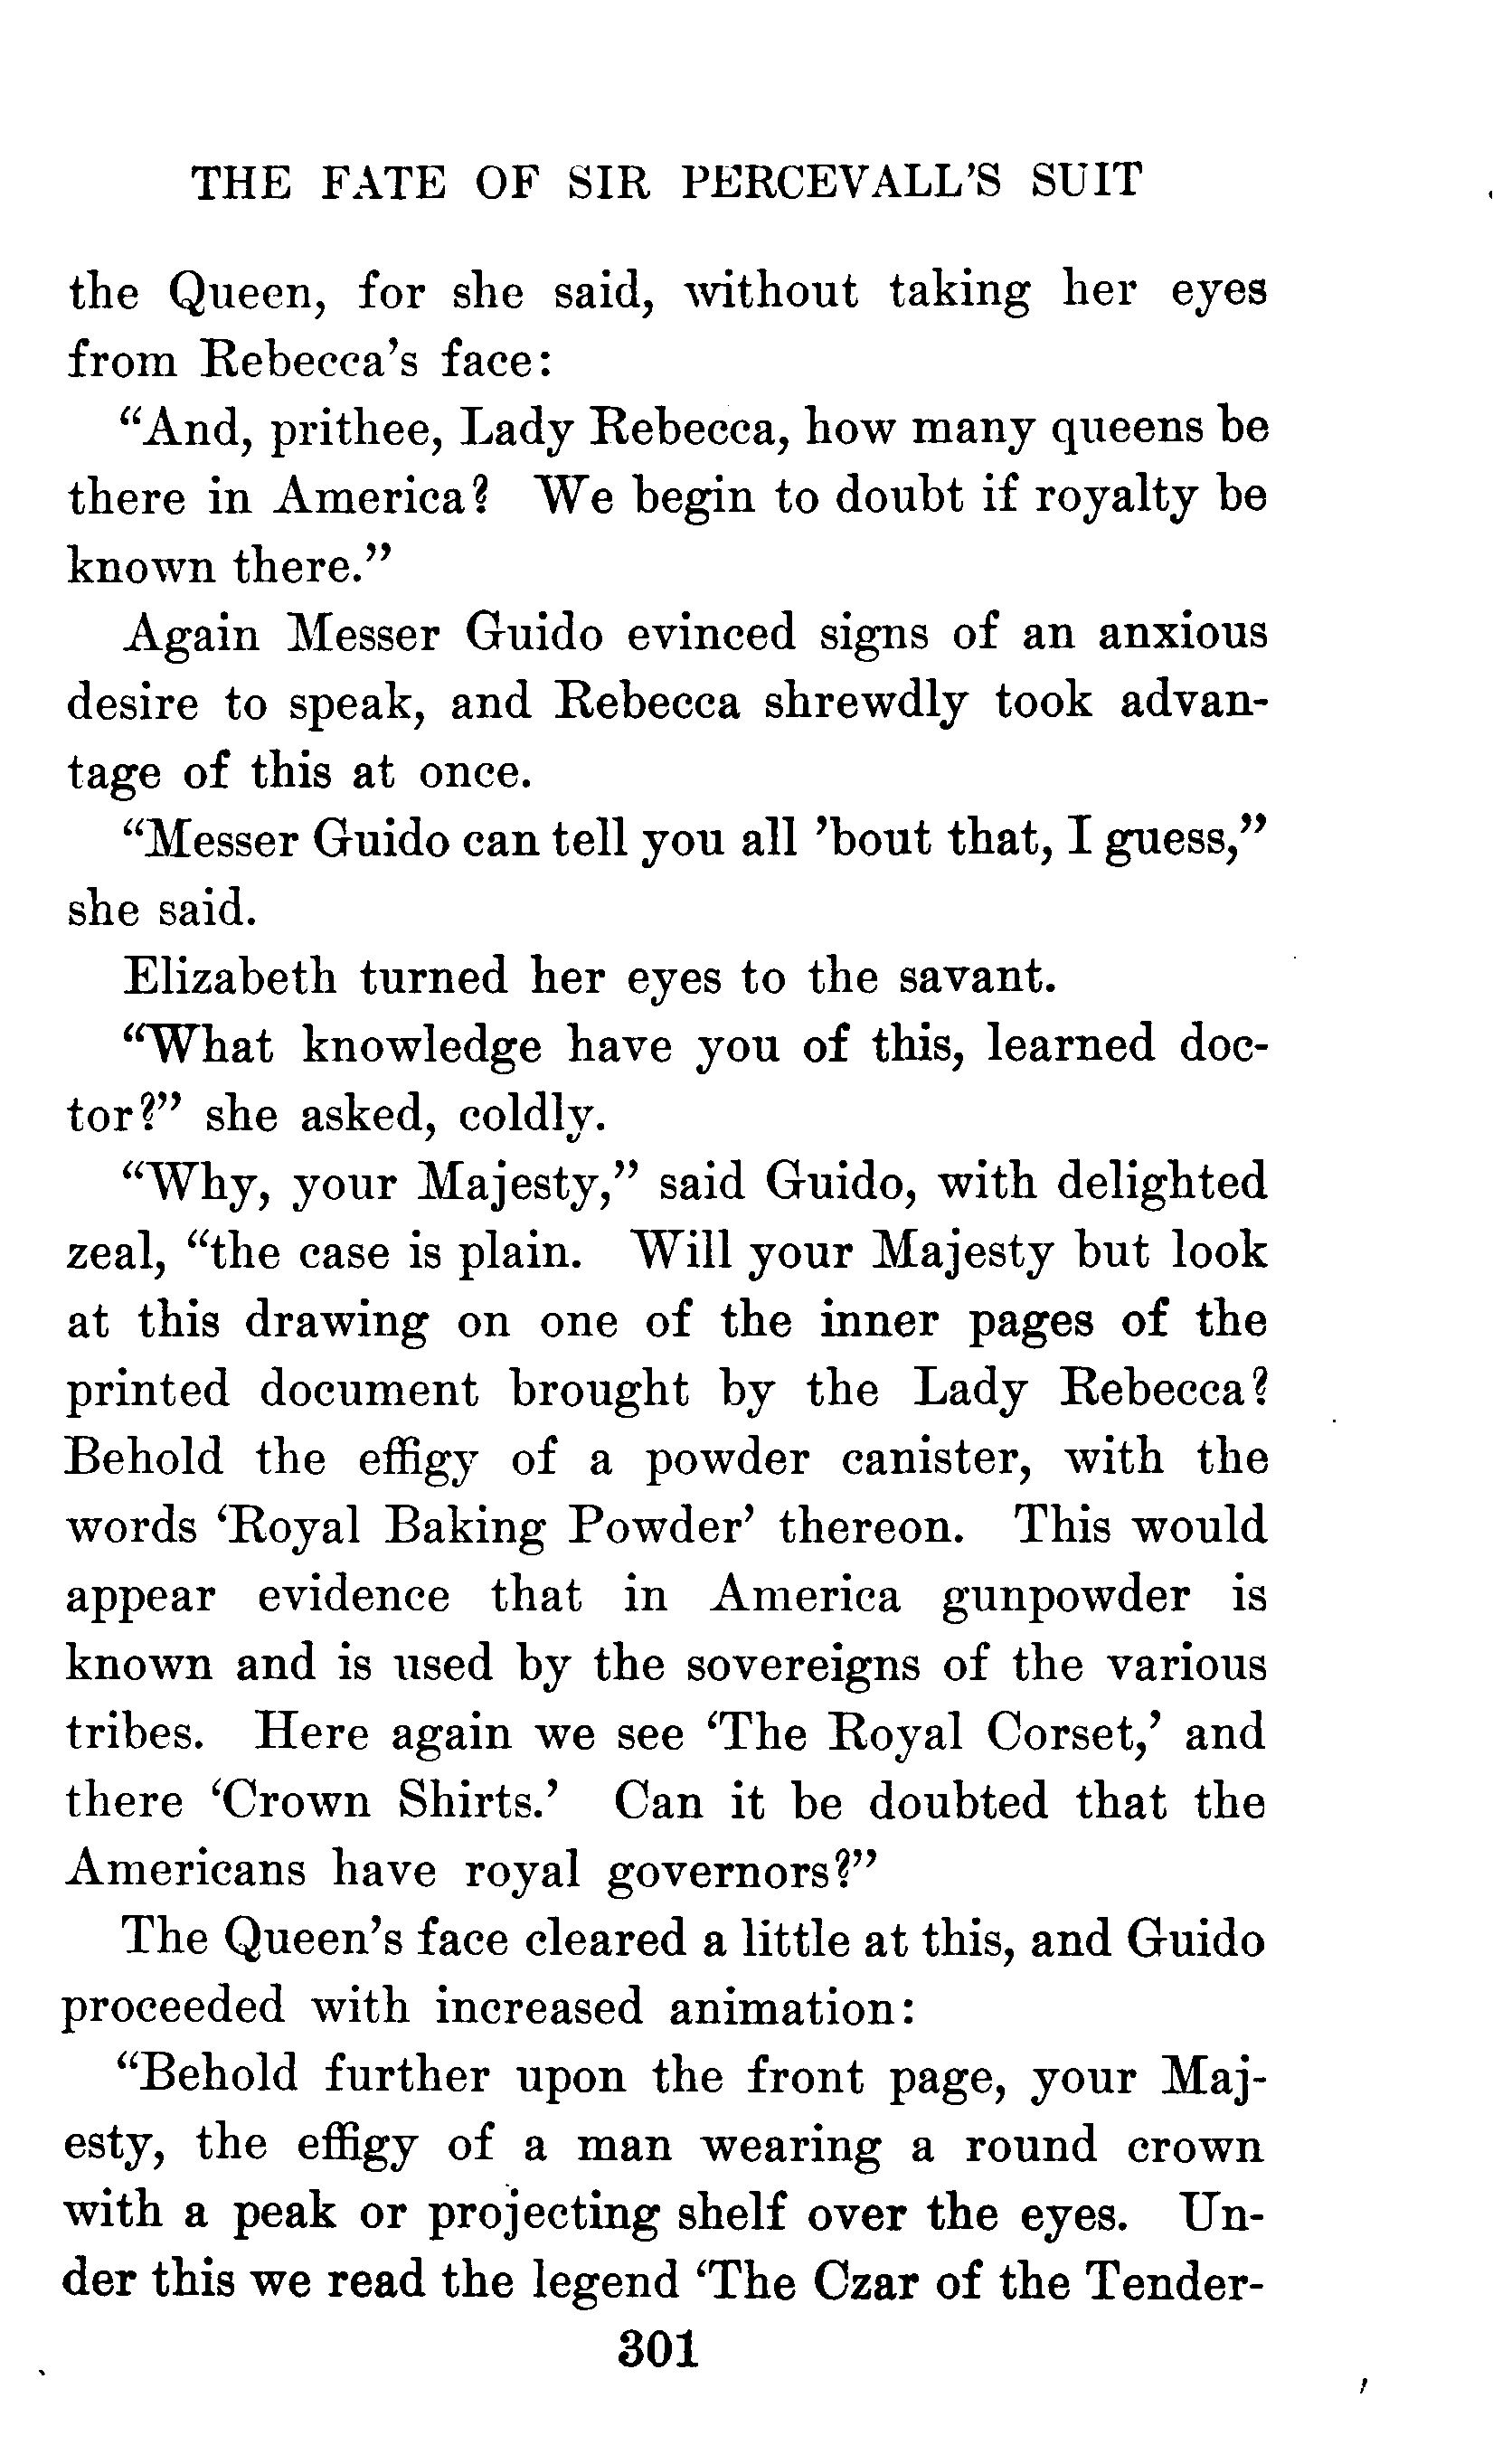 THE FATE OF SIR PERCEVALL'S SUIT
the Queen, for she said, without taking her eyes
from Rebecca's face:
“And, prithee, Lady Rebecca, how many queens be
there in America? We begin to doubt if royalty be
known there.”
Again Messer Guido evinced signs of an anxious
desire to speak, and Rebecca shrewdly took advan-
tage of this at once.
“Messer Guido can tell you all ’bout that, I guess,”
she said.
Elizabeth turned her eyes to the savant.
“What knowledge have you of this, learned doc-
tor?” she asked, coldly.
“Why, your Majesty,” said Guido, with delighted
zeal, “the case is plain. Will your Majesty but look
at this drawing on one of the inner pages of the
printed document brought by the Lady Rebecca?
Behold the effigy of a powder canister, with the
words ‘Royal Baking Powder’ thereon. This would
appear evidence that in America gunpowder is
known and is used by the sovereigns of the various
tribes. Here again we see ‘The Royal Corset,’ and
there ‘Crown Shirts.’ Can it be doubted that the
Americans have royal governors?”
The Queen's face cleared a little at this, and Guido
proceeded with increased animation:
“Behold further upon the front page, your Maj-
esty, the effigy of a man wearing a round crown
with a peak or projecting shelf over the eyes. Un-
der this we read the legend ‘The Czar of the Tender-
301